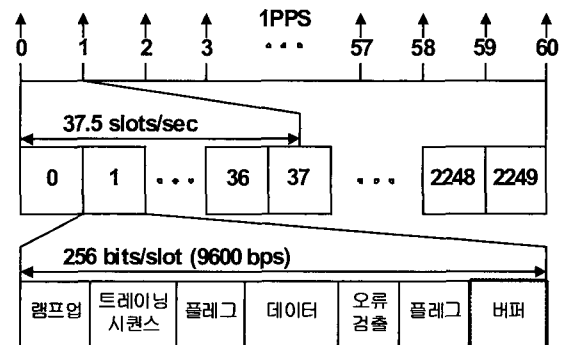 1PPS
0 1 2 3 ... 57 58 59 60
37.5 slots/sec
0 1 ... 36 37 ... 2248 2249
256 bits/slot (9600 bps)
램프업 트레이닝 시퀀스 플레그 데이터 오류 검출 플레그 버퍼